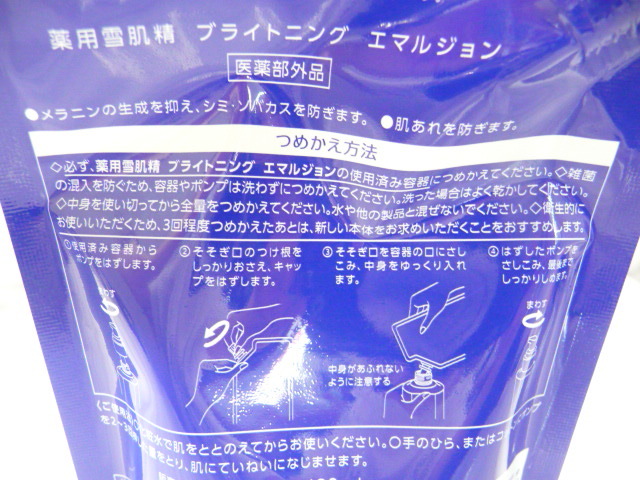 薬用雪肌精 ブライトニング エマルジョン
医薬部外品
●メラニンの生成を抑え、シミ・ソバカスを防ぎます。 ●肌あれを防ぎます。
つめかえ方法
◇必ず、薬用雪肌精 ブライトニング エマルジョンの使用済み容器につめかえてください。◇雑菌
の混入を防ぐため、容器やポンプは洗わずにつめかえてください。洗った場合はよく乾かしてください。
◇中身を使い切ってから全量をつめかえてください。水や他の製品と混ぜないでください。◇衛生的に
お使いいただくため、3回程度つめかえたあとは、新しい本体をお求めいただくことをおすすめします。
①使用済み容器から
ポンプをはずします。
②そそぎ口のつけ根を
しっかりおさえ、キャッ
プをはずします。
③そそぎ口を容器の口にさし
こみ、中身をゆっくり入れ
ます。
④はずしたポンプを
さしこみ、最後まで
しっかりしめます。
まわす
中身があふれない
ように注意する
まわす
水で肌をととのえてからお使いください。○手のひら、または
をとり、肌にていねいになじませます。